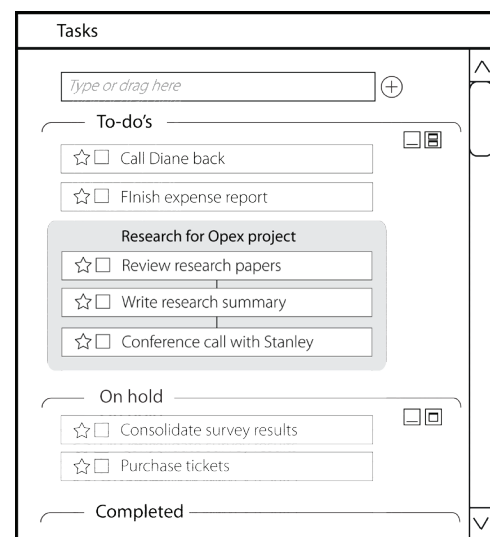 Tasks
Type or drag here
To-do's
Call Diane back
FInish expense report
Research for Opex project
Review research papers
Write research summary
Conference call with Stanley
On hold
Consolidate survey results
Purchase tickets
Completed